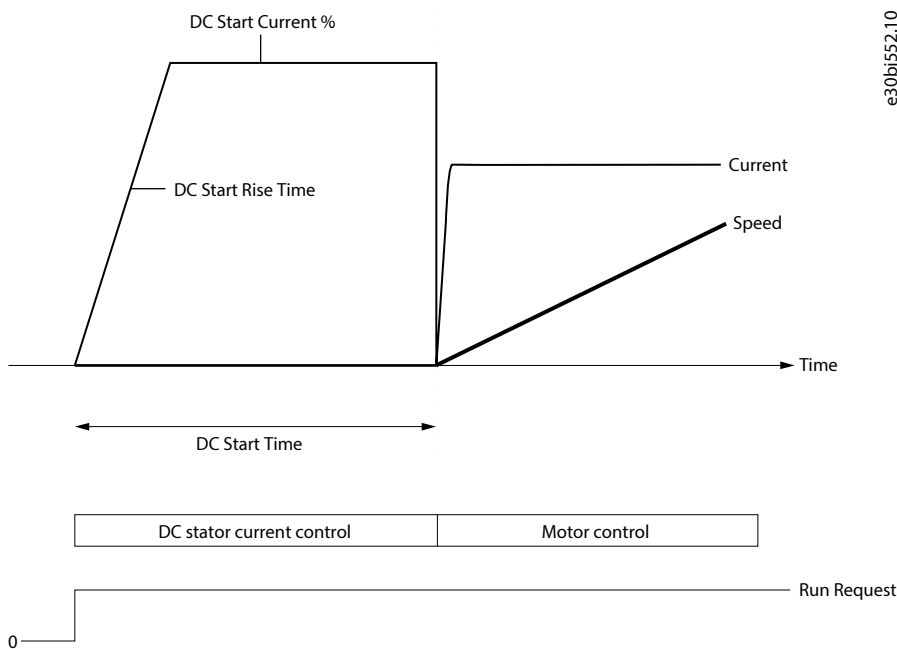 DC Start Current %
e30bi552.10
Current
DC Start Rise Time
Speed
Time
DC Start Time
DC stator current control
Motor control
Run Request
0